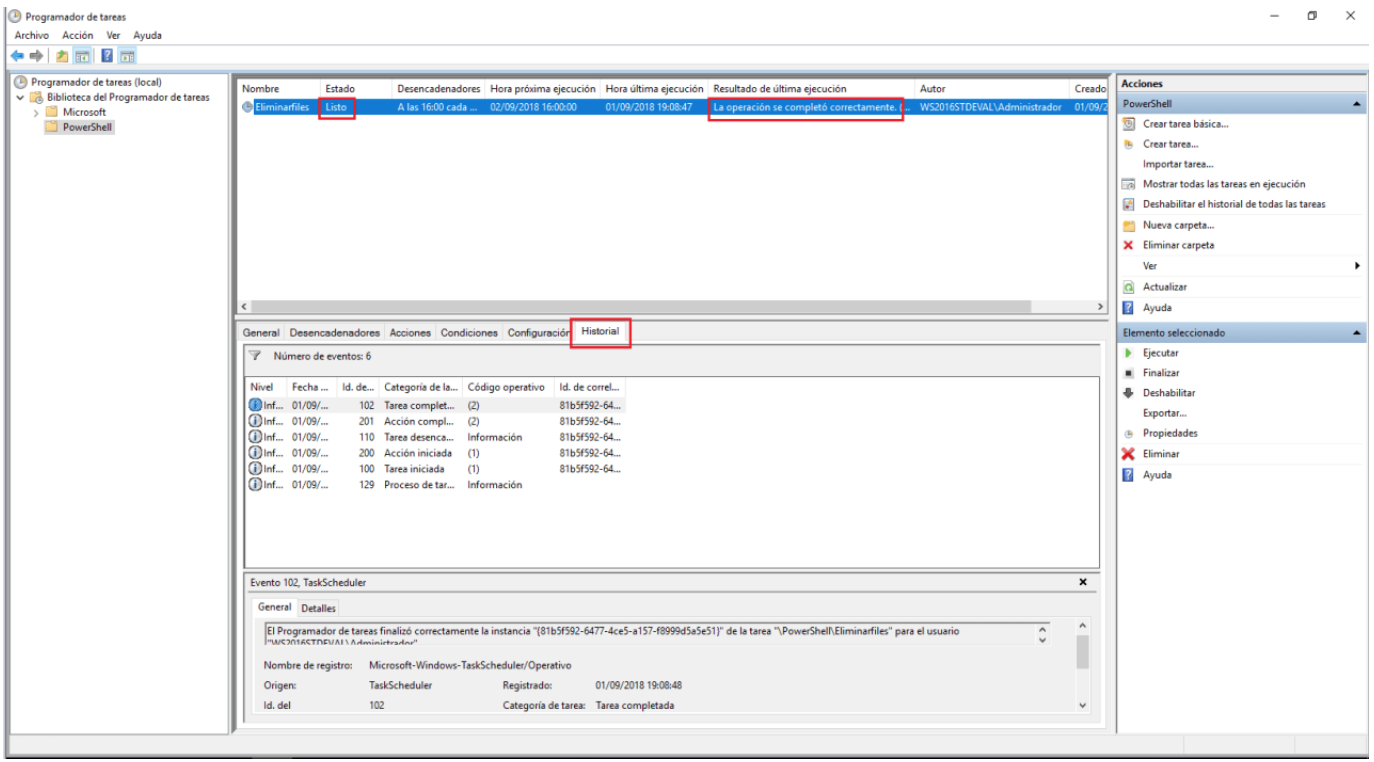 Programador de tareas
Archivo Acción Ver Ayuda
Programador de tareas (local)
Biblioteca del Programador de tareas
Microsoft
PowerShell
Nombre Estado Desencadenadores Hora próxima ejecución Hora última ejecución Resultado de última ejecución Autor Creado
Eliminarfiles Listo A las 16:00 cada ... 02/09/2018 16:00:00 01/09/2018 19:08:47 La operación se completó correctamente. (... WS2016STDEVAL\Administrador 01/09/2
General Desencadenadores Acciones Condiciones Configuración Historial
Número de eventos: 6
Nivel Fecha ... Id. de... Categoría de la... Código operativo Id. de correl...
Inf... 01/09/... 102 Tarea complet... (2) 81b5f592-64...
Inf... 01/09/... 201 Acción compl... (2) 81b5f592-64...
Inf... 01/09/... 110 Tarea desenca... Información 81b5f592-64...
Inf... 01/09/... 200 Acción iniciada (1) 81b5f592-64...
Inf... 01/09/... 100 Tarea iniciada (1) 81b5f592-64...
Inf... 01/09/... 129 Proceso de tar... Información
Evento 102, TaskScheduler
General Detalles
El Programador de tareas finalizó correctamente la instancia "{81b5f592-6477-4ce5-a157-f8999d5a5e51}" de la tarea "\PowerShell\Eliminarfiles" para el usuario
"WS2016STDEVAL\Administrador"
Nombre de registro: Microsoft-Windows-TaskScheduler/Operativo
Origen: TaskScheduler Registrado: 01/09/2018 19:08:48
Id. del 102 Categoría de tarea: Tarea completada
Acciones
PowerShell
Crear tarea básica...
Crear tarea...
Importar tarea...
Mostrar todas las tareas en ejecución
Deshabilitar el historial de todas las tareas
Nueva carpeta...
Eliminar carpeta
Ver
Actualizar
Ayuda
Elemento seleccionado
Ejecutar
Finalizar
Deshabilitar
Exportar...
Propiedades
Eliminar
Ayuda